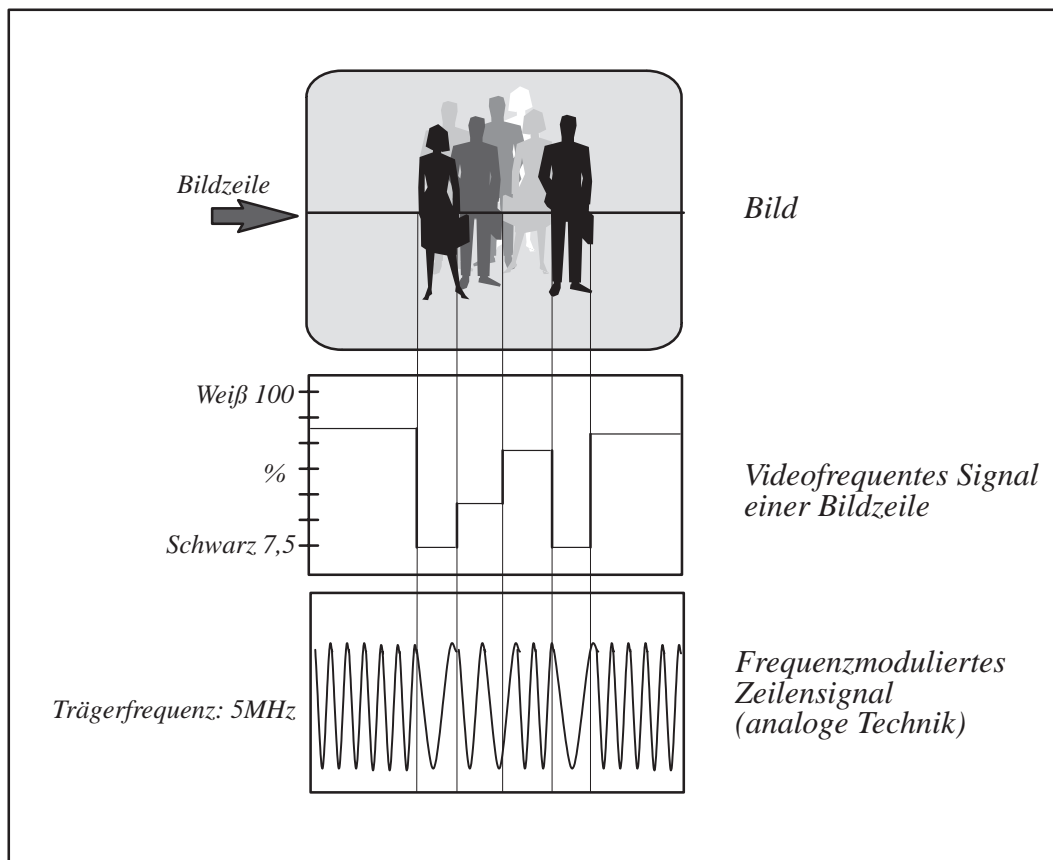 Bildzeile
Bild
Weiß 100
%
Schwarz 7,5
Videofrequentes Signal
einer Bildzeile
Trägerfrequenz: 5MHz
Frequenzmoduliertes
Zeilensignal
(analoge Technik)